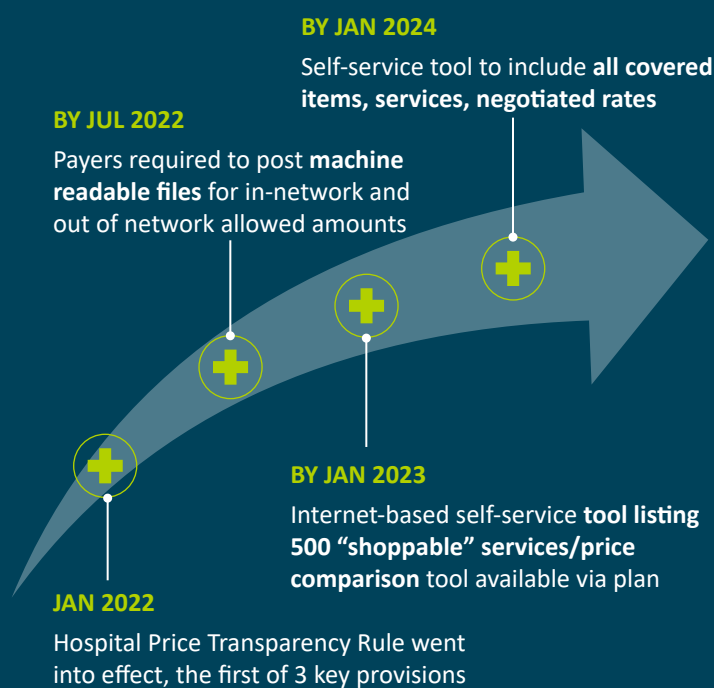 BY JAN 2024
Self-service tool to include all covered
items, services, negotiated rates
BY JUL 2022
Payers required to post machine
readable files for in-network and
out of network allowed amounts
BY JAN 2023
Internet-based self-service tool listing
500 “shoppable” services/price
comparison tool available via plan
JAN 2022
Hospital Price Transparency Rule went
into effect, the first of 3 key provisions